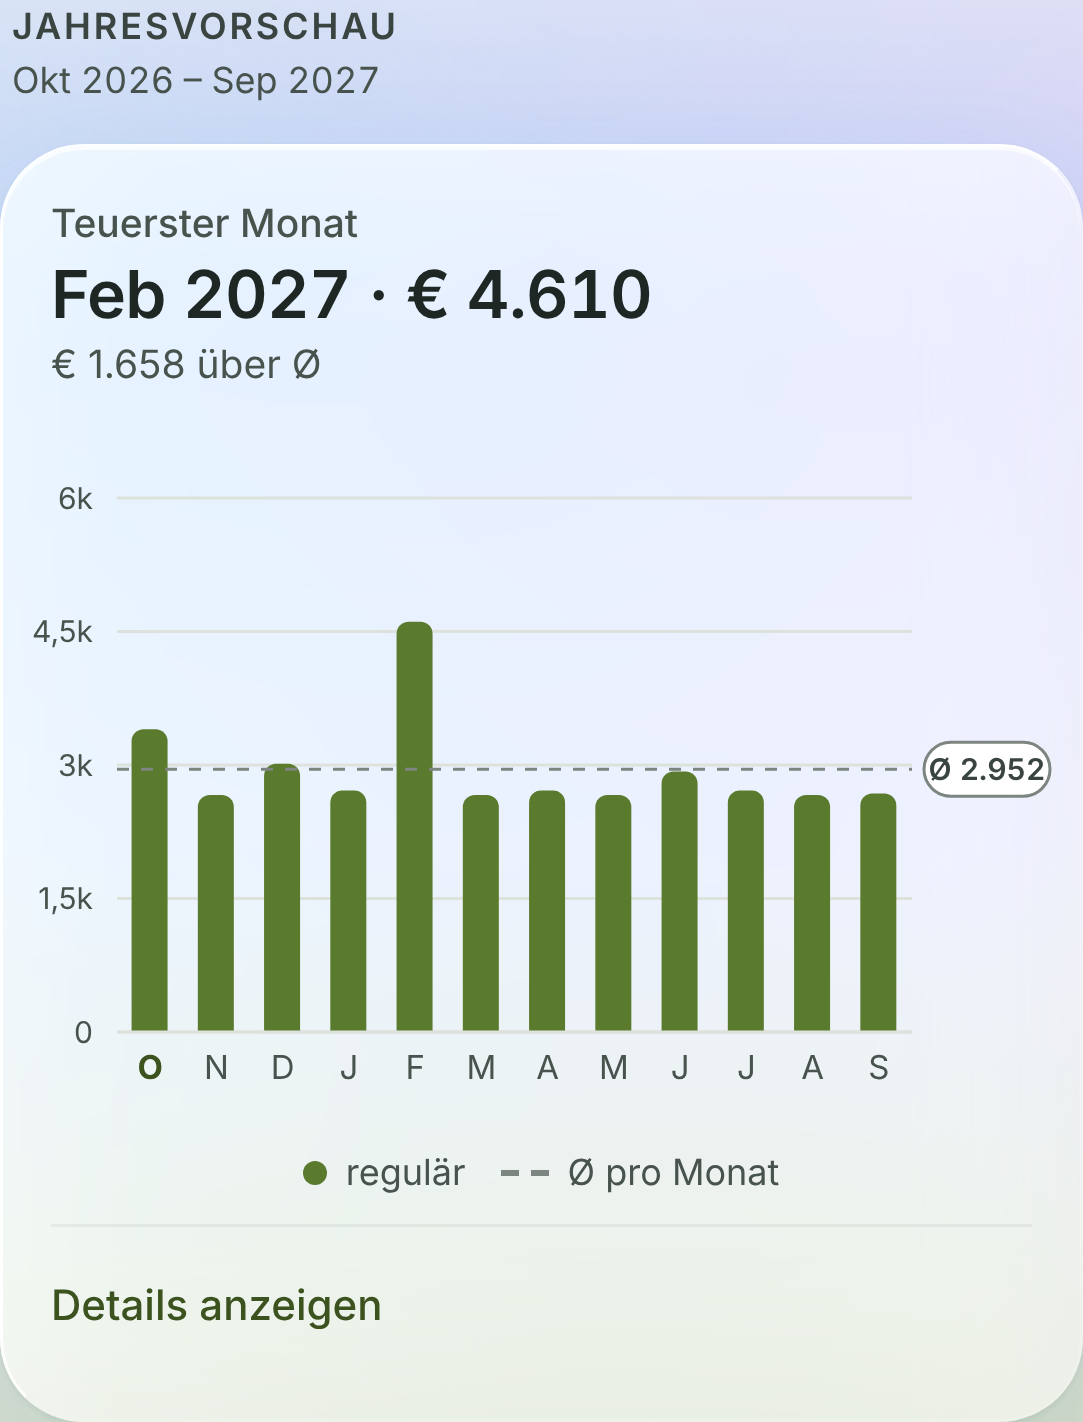 JAHRESVORSCHAU
Okt 2026 – Sep 2027
Teuerster Monat
Feb 2027 · € 4.610
€ 1.658 über Ø
6k
4,5k
3k
Ø 2.952
1,5k
0
O N D J F M A M J J A S
regulär Ø pro Monat
Details anzeigen